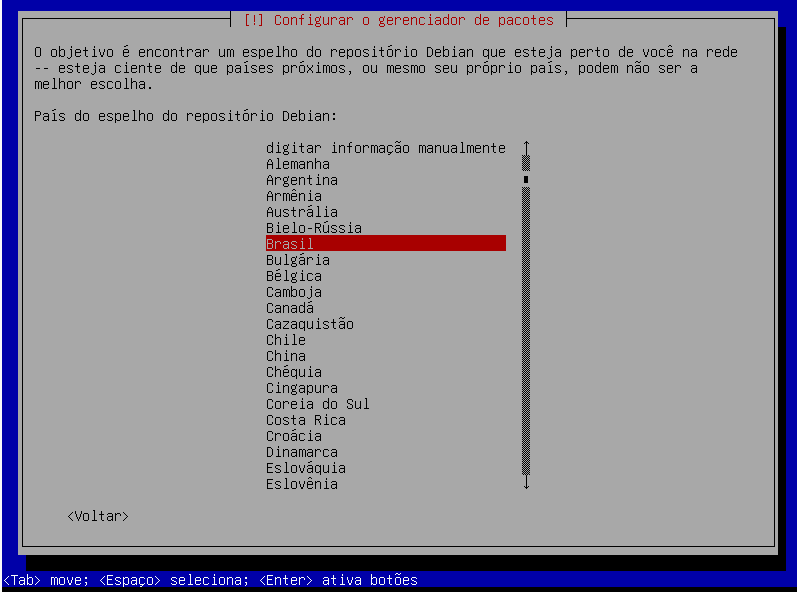 [!] Configurar o gerenciador de pacotes
O objetivo é encontrar um espelho do repositório Debian que esteja perto de você na rede
-- esteja ciente de que países próximos, ou mesmo seu próprio país, podem não ser a
melhor escolha.
País do espelho do repositório Debian:
digitar informação manualmente
Alemanha
Argentina
Armênia
Austrália
Bielo-Rússia
Brasil
Bulgária
Bélgica
Camboja
Canadá
Cazaquistão
Chile
China
Chéquia
Cingapura
Coreia do Sul
Costa Rica
Croácia
Dinamarca
Eslováquia
Eslovênia
<Voltar>
<Tab> move; <Espaço> seleciona; <Enter> ativa botões